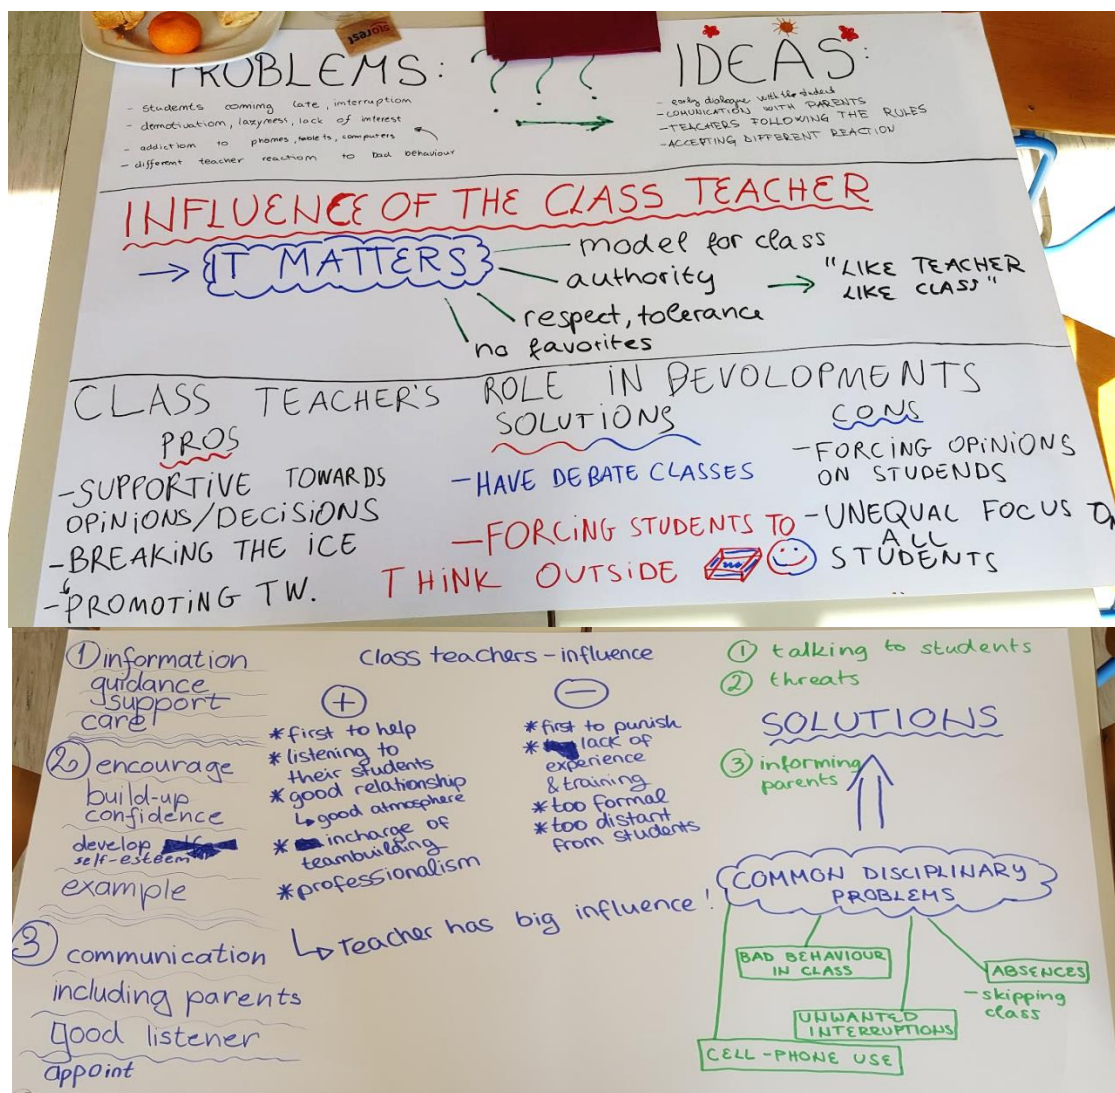 PROBLEMS: ? ? ?
- students coming late, interruption
- demotivation, lazyness, lack of interest
- addiction to phones, tablets, computers
- different teacher reaction to bad behaviour
IDEAS:
- early dialogue with the student
- COMUNICATION WITH PARENTS
- TEACHERS FOLLOWING THE RULES
- ACCEPTING DIFFERENT REACTION
INFLUENCE OF THE CLASS TEACHER
→ IT MATTERS
model for class
authority
→ "LIKE TEACHER
LIKE CLASS"
respect, tolerance
no favorites
CLASS TEACHER'S ROLE IN DEVOLOPMENTS
PROS
- SUPPORTIVE TOWARDS
OPINIONS/DECISIONS
- BREAKING THE ICE
- PROMOTING TW.
SOLUTIONS
- HAVE DEBATE CLASSES
- FORCING STUDENTS TO
THINK OUTSIDE
CONS
- FORCING OPINIONS
ON STUDENDS
- UNEQUAL FOCUS ON
ALL
STUDENTS
1 information
guidance
support
care
2 encourage
build-up
confidence
develop
self-esteem
example
3 communication
including parents
good listener
appoint
Class teachers - influence
+
* first to help
* listening to
their students
* good relationship
↳ good atmosphere
* incharge of
teambuilding
* professionalism
−
* first to punish
* lack of
experience
& training
* too formal
* too distant
from students
↳ Teacher has big influence!
1 talking to students
2 threats
SOLUTIONS
3 informing
parents
COMMON DISCIPLINARY
PROBLEMS
BAD BEHAVIOUR
IN CLASS
ABSENCES
- skipping
class
UNWANTED
INTERRUPTIONS
CELL-PHONE USE